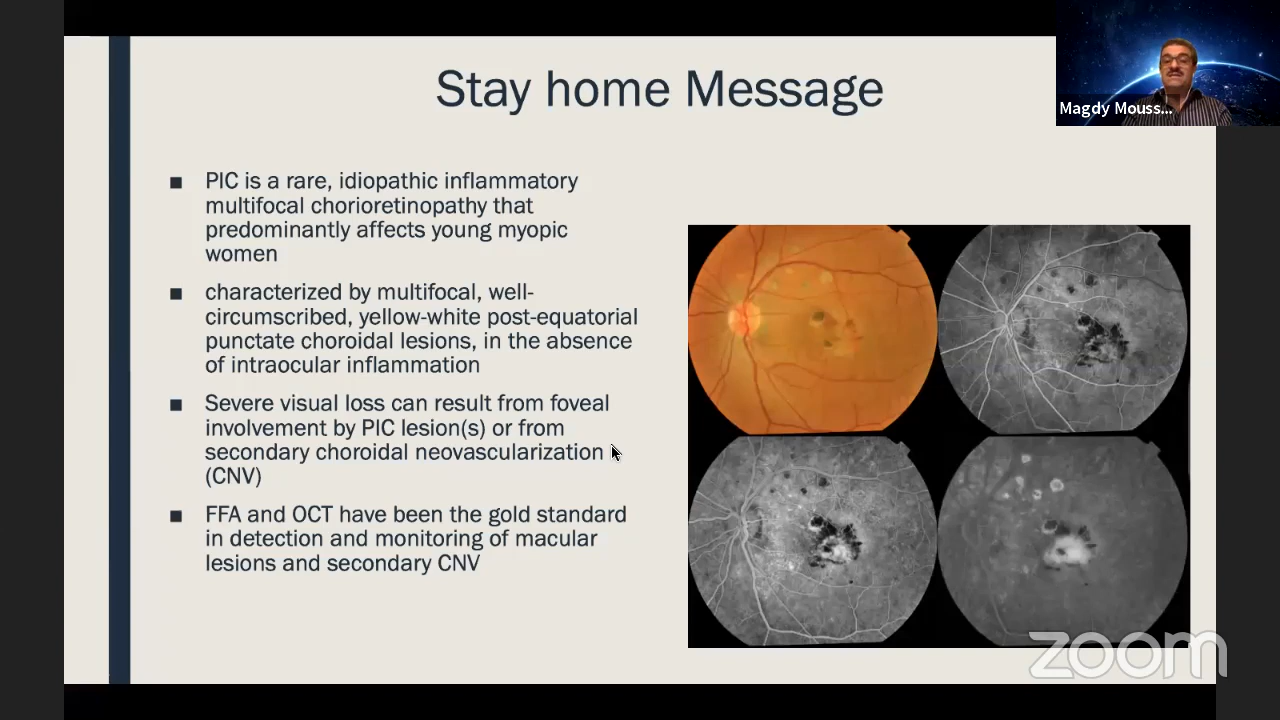 Stay home Message
Magdy Mouss...
■ PIC is a rare, idiopathic inflammatory
multifocal chorioretinopathy that
predominantly affects young myopic
women
■ characterized by multifocal, well-
circumscribed, yellow-white post-equatorial
punctate choroidal lesions, in the absence
of intraocular inflammation
■ Severe visual loss can result from foveal
involvement by PIC lesion(s) or from
secondary choroidal neovascularization
(CNV)
■ FFA and OCT have been the gold standard
in detection and monitoring of macular
lesions and secondary CNV
zoom